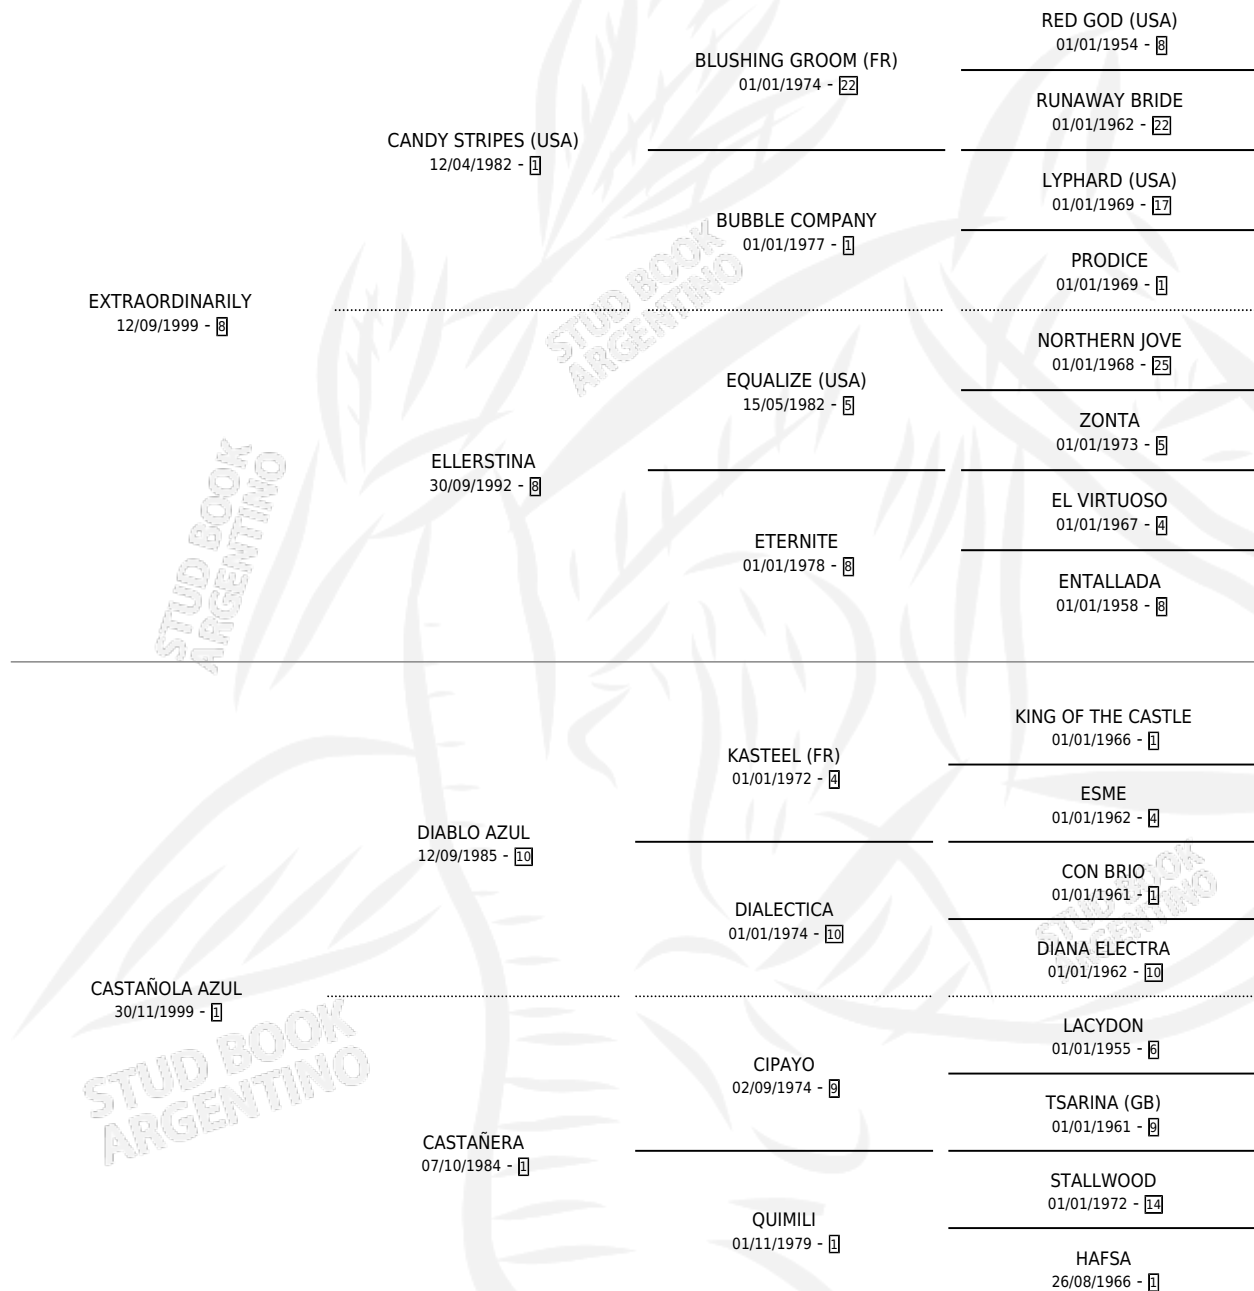 RED GOD (USA)
01/01/1954 - 8
BLUSHING GROOM (FR)
01/01/1974 - 22
RUNAWAY BRIDE
01/01/1962 - 22
CANDY STRIPES (USA)
12/04/1982 - 1
LYPHARD (USA)
01/01/1969 - 17
BUBBLE COMPANY
01/01/1977 - 1
PRODICE
01/01/1969 - 1
EXTRAORDINARILY
12/09/1999 - 8
NORTHERN JOVE
01/01/1968 - 25
EQUALIZE (USA)
15/05/1982 - 5
ZONTA
01/01/1973 - 5
ELLERSTINA
30/09/1992 - 8
EL VIRTUOSO
01/01/1967 - 4
ETERNITE
01/01/1978 - 8
ENTALLADA
01/01/1958 - 8
KING OF THE CASTLE
01/01/1966 - 1
KASTEEL (FR)
01/01/1972 - 4
ESME
01/01/1962 - 4
DIABLO AZUL
12/09/1985 - 10
CON BRIO
01/01/1961 - 1
DIALECTICA
01/01/1974 - 10
DIANA ELECTRA
01/01/1962 - 10
CASTAÑOLA AZUL
30/11/1999 - 1
LACYDON
01/01/1955 - 6
CIPAYO
02/09/1974 - 9
TSARINA (GB)
01/01/1961 - 9
CASTAÑERA
07/10/1984 - 1
STALLWOOD
01/01/1972 - 14
QUIMILI
01/11/1979 - 1
HAFSA
26/08/1966 - 1
STUD BOOK
ARGENTINO
STUD BOOK
ARGENTINO
STUD BOOK
ARGENTINO
STUD BOOK
ARGENTINO